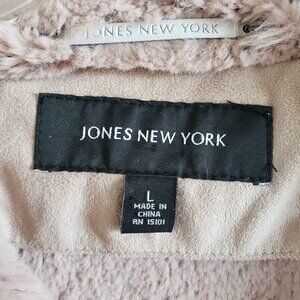 JONES NEW YORK
JONES NEW YORK
L
MADE IN
CHINA
RN 15101